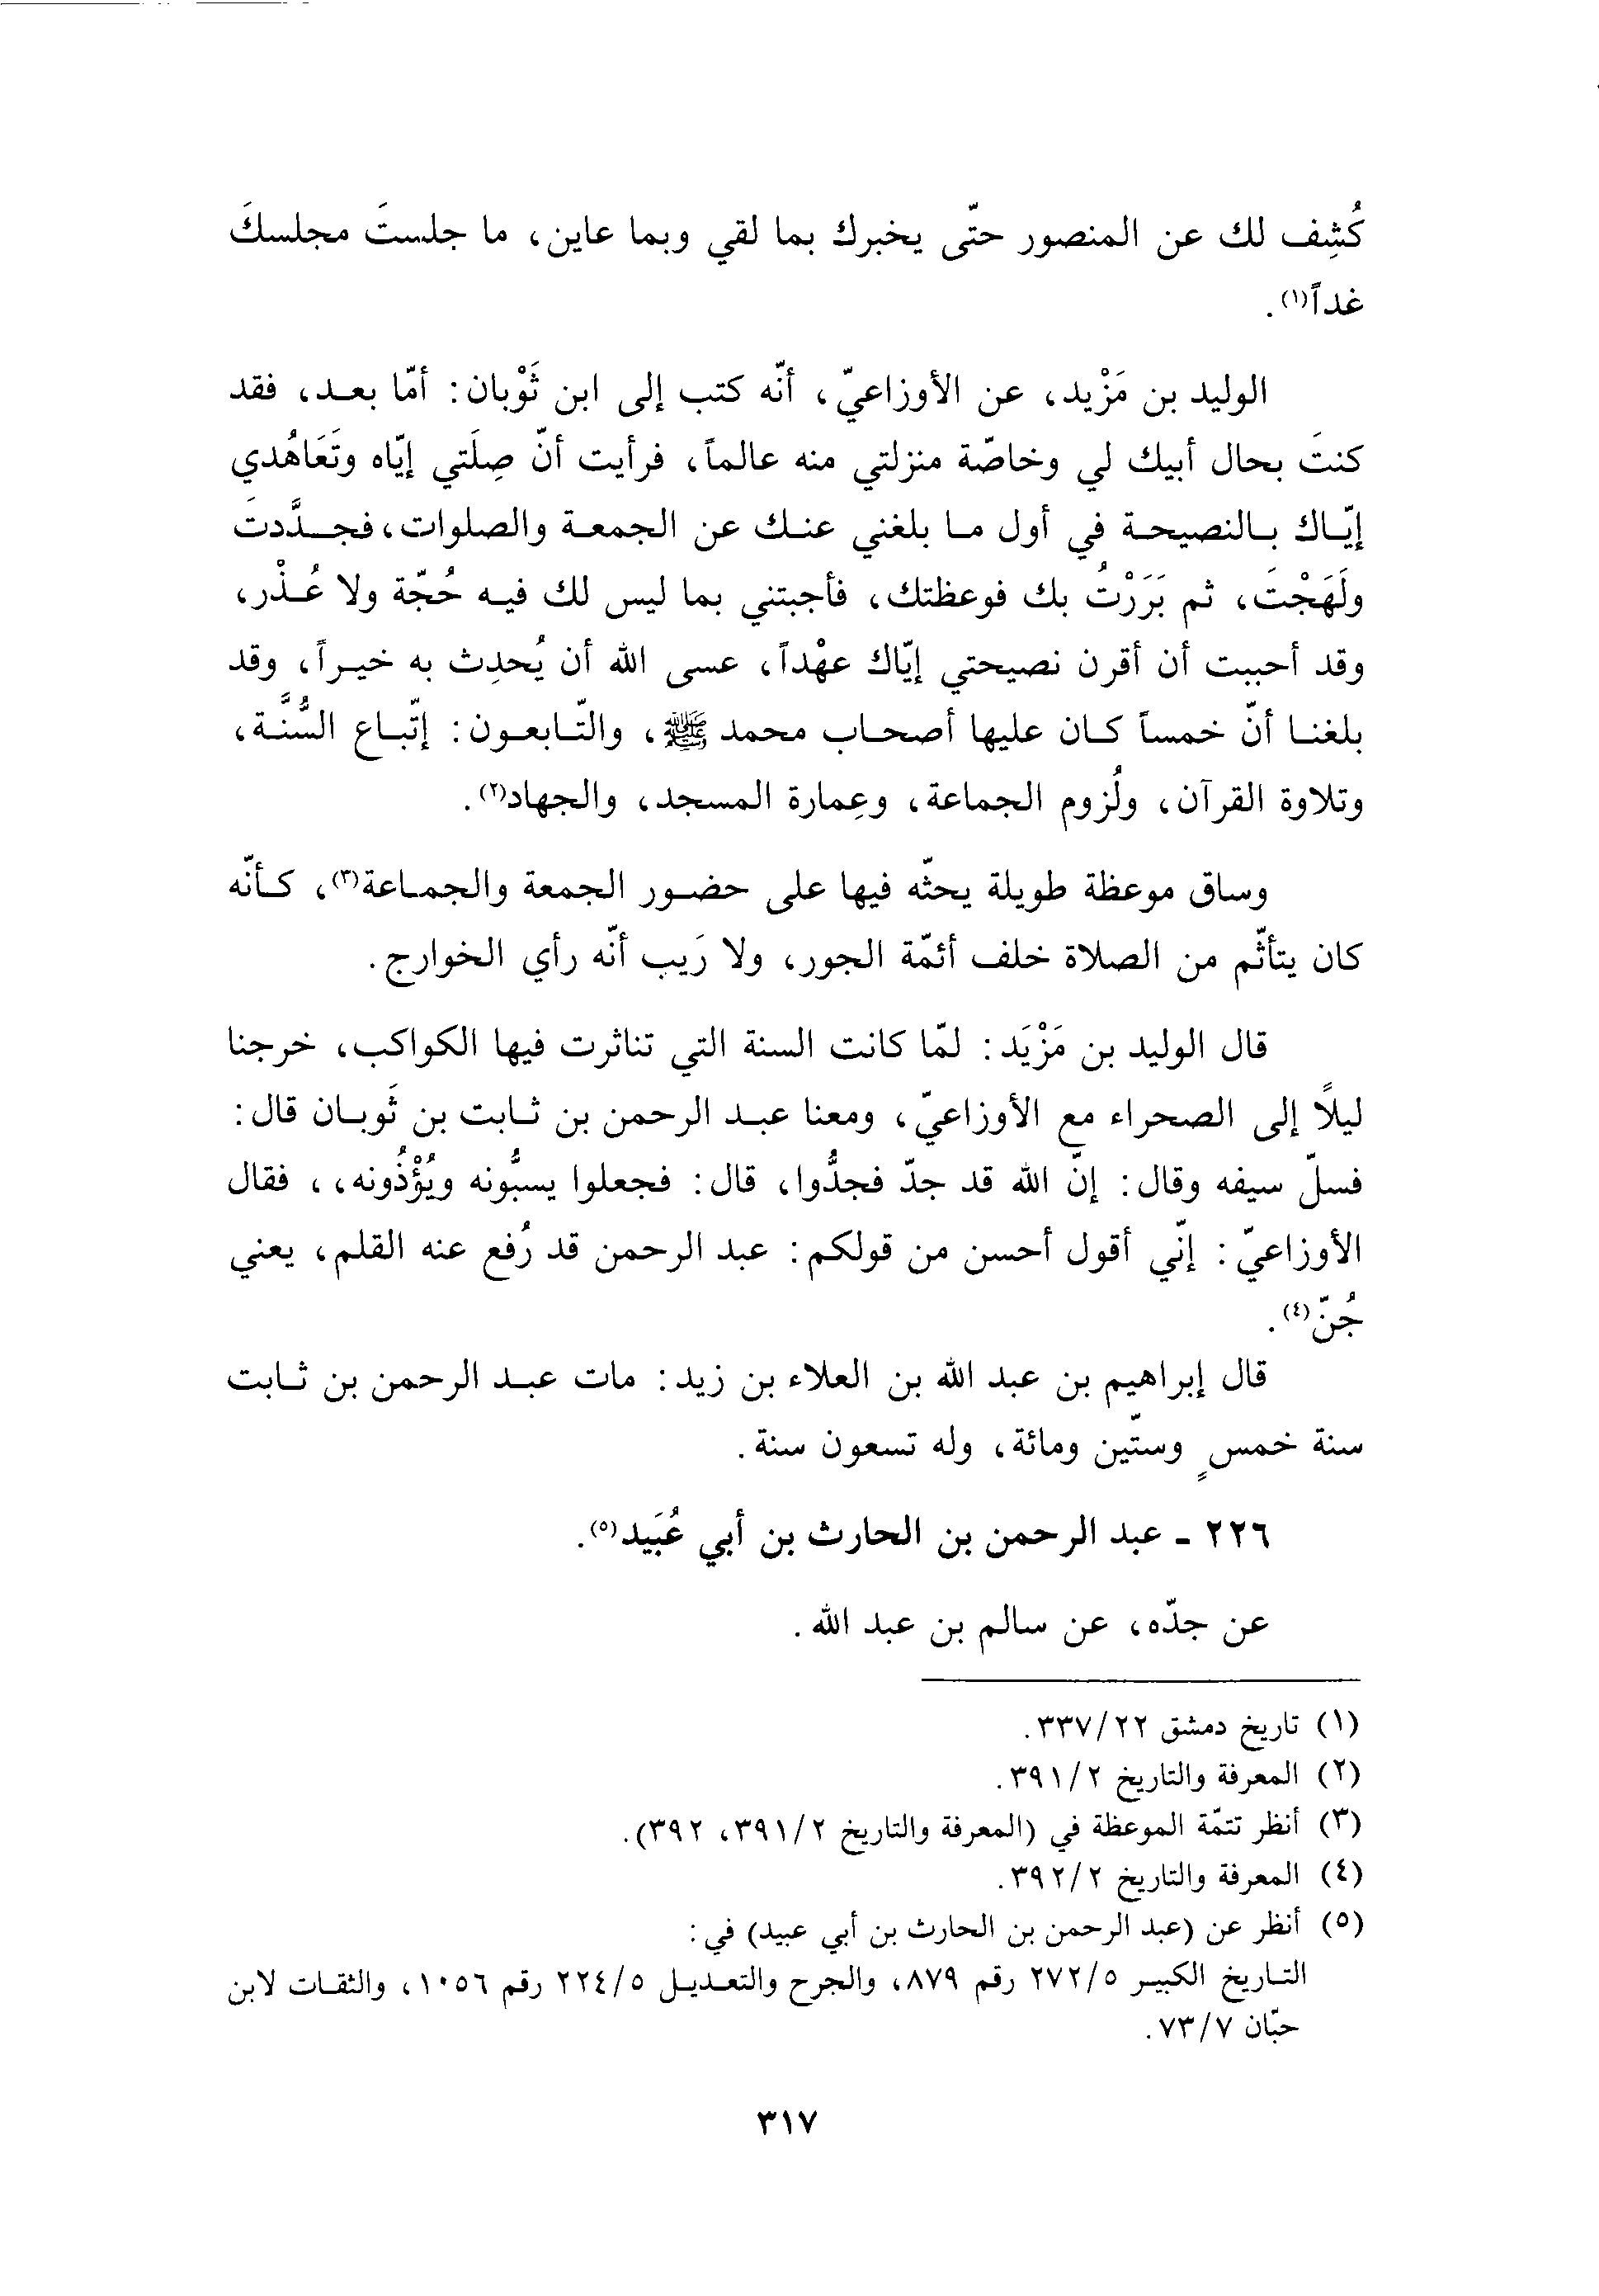 كُشِف لك عن المنصور حتّى يخبرك بما لقي وبما عاين، ما جلستَ مجلسكَ
غداً(١).
الوليد بن مَزْيد، عن الأوزاعيّ، أنّه كتب إلى ابن ثَوْبان: أمّا بعد، فقد
كنتَ بحال أبيك لي وخاصّة منزلتي منه عالماً، فرأيت أنّ صِلَتي إيّاه وتَعَاهُدي
إيّاك بالنصيحة في أول ما بلغني عنك عن الجمعة والصلوات، فجدَّدتَ
ولَهَجْتَ، ثم بَرَرْتُ بك فوعظتك، فأجبتني بما ليس لك فيه حُجّة ولا عُذْر،
وقد أحببت أن أقرن نصيحتي إيّاك عهْداً، عسى الله أن يُحدِث به خيراً، وقد
بلغنا أنّ خمساً كان عليها أصحاب محمد ﷺ، والتّابعون: إتّباع السُّنَّة،
وتلاوة القرآن، ولُزوم الجماعة، وعِمارة المسجد، والجهاد(٢).
وساق موعظة طويلة يحثّه فيها على حضور الجمعة والجماعة(٣)، كأنّه
كان يتأثّم من الصلاة خلف أئمّة الجور، ولا رَيب أنّه رأي الخوارج.
قال الوليد بن مَزْيَد: لمّا كانت السنة التي تناثرت فيها الكواكب، خرجنا
ليلاً إلى الصحراء مع الأوزاعيّ، ومعنا عبد الرحمن بن ثابت بن ثَوبان قال:
فسلّ سيفه وقال: إنّ الله قد جدّ فجدُّوا، قال: فجعلوا يسبُّونه ويُؤْذُونه،، فقال
الأوزاعيّ: إنّي أقول أحسن من قولكم: عبد الرحمن قد رُفع عنه القلم، يعني
جُنّ(٤).
قال إبراهيم بن عبد الله بن العلاء بن زيد: مات عبد الرحمن بن ثابت
سنة خمسٍ وستّين ومائة، وله تسعون سنة.
٢٢٦ - عبد الرحمن بن الحارث بن أبي عُبَيد(٥).
عن جدّه، عن سالم بن عبد الله.
(١) تاريخ دمشق ٣٣٧/٢٢.
(٢) المعرفة والتاريخ ٣٩١/٢.
(٣) أنظر تتمّة الموعظة في (المعرفة والتاريخ ٣٩١/٢، ٣٩٢).
(٤) المعرفة والتاريخ ٣٩٢/٢.
(٥) أنظر عن (عبد الرحمن بن الحارث بن أبي عبيد) في:
التاريخ الكبير ٢٧٢/٥ رقم ٨٧٩، والجرح والتعديل ٢٢٤/٥ رقم ١٠٥٦، والثقات لابن
حبّان ٧٣/٧.
٣١٧